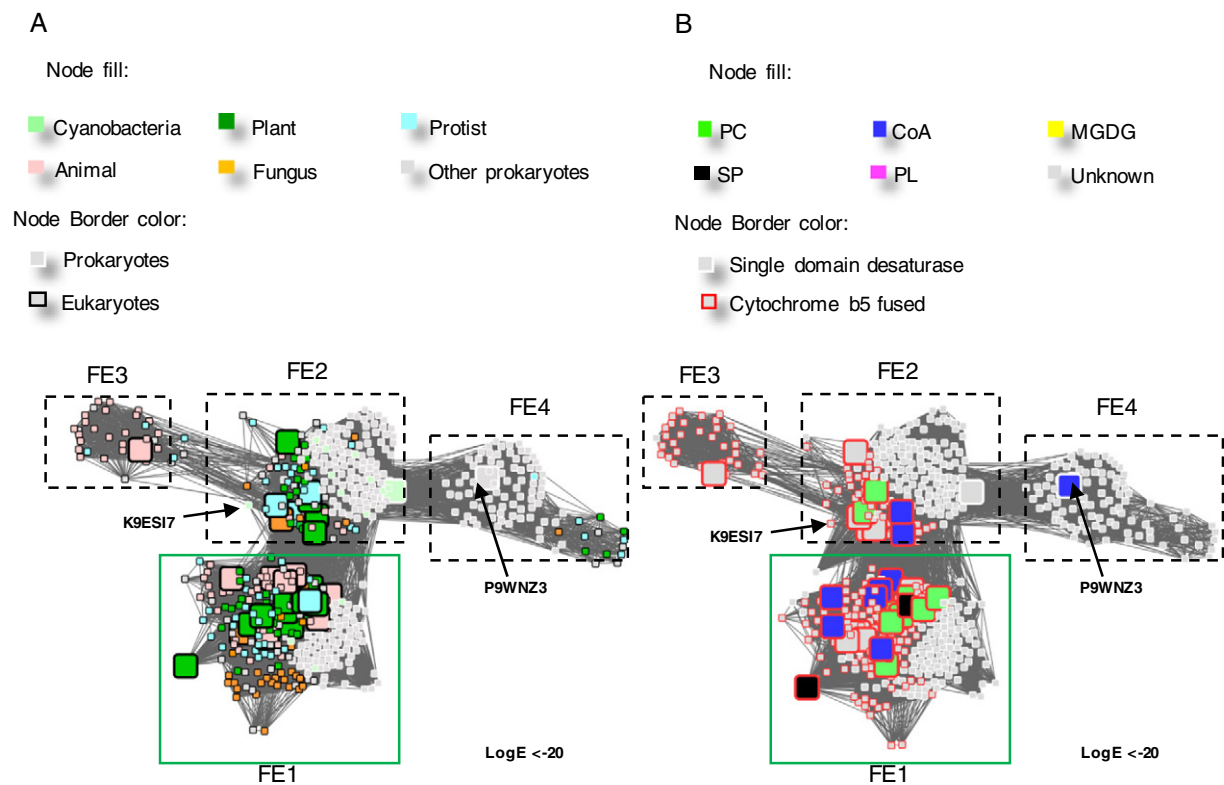 A
Node fill:
Cyanobacteria
Plant
Protist
Animal
Fungus
Other prokaryotes
Node Border color:
Prokaryotes
Eukaryotes
FE3
FE2
FE4
K9ESI7
P9WNZ3
LogE <-20
FE1
B
Node fill:
PC
CoA
MGDG
SP
PL
Unknown
Node Border color:
Single domain desaturase
Cytochrome b5 fused
FE3
FE2
FE4
K9ESI7
P9WNZ3
LogE <-20
FE1